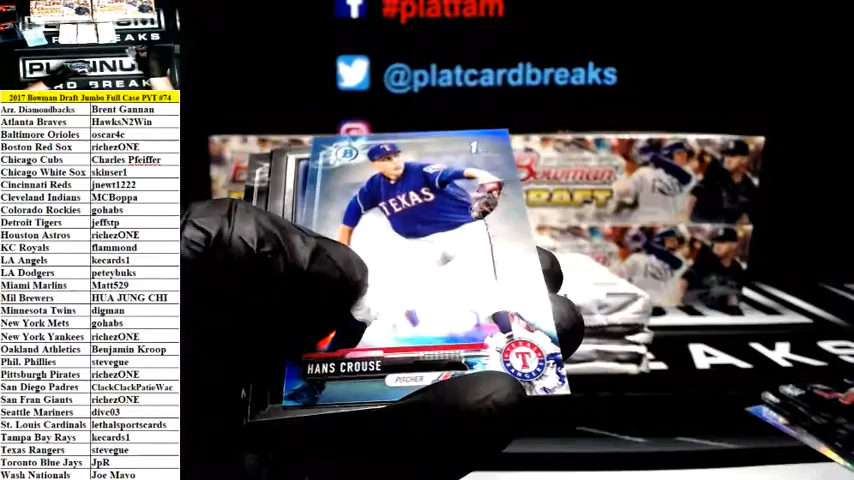 #platfam
@platcardbreaks
PLATINUM
CARD BREAKS
2017 Bowman Draft Jumbo Full Case PYT #74
Arz. Diamondbacks Brent Gannan
Atlanta Braves HawksN2Win
Baltimore Orioles oscar4c
Boston Red Sox richezONE
Chicago Cubs Charles Pfeiffer
Chicago White Sox skinser1
Cincinnati Reds jnewt1222
Cleveland Indians MCBoppa
Colorado Rockies gohabs
Detroit Tigers jeffstp
Houston Astros richezONE
KC Royals flammond
LA Angels kecards1
LA Dodgers peteybuks
Miami Marlins Matt529
Mil Brewers HUA JUNG CHI
Minnesota Twins digman
New York Mets gohabs
New York Yankees richezONE
Oakland Athletics Benjamin Kroop
Phil. Phillies stevegue
Pittsburgh Pirates richezONE
San Diego Padres ClackClackPatieWac
San Fran Giants richezONE
Seattle Mariners divc03
St. Louis Cardinals lethalsportscards
Tampa Bay Rays kecards1
Texas Rangers stevegue
Toronto Blue Jays JpR
Wash Nationals Joe Mayo
1st
TEXAS
HANS CROUSE
PITCHER
Bowman
DRAFT
EAKS